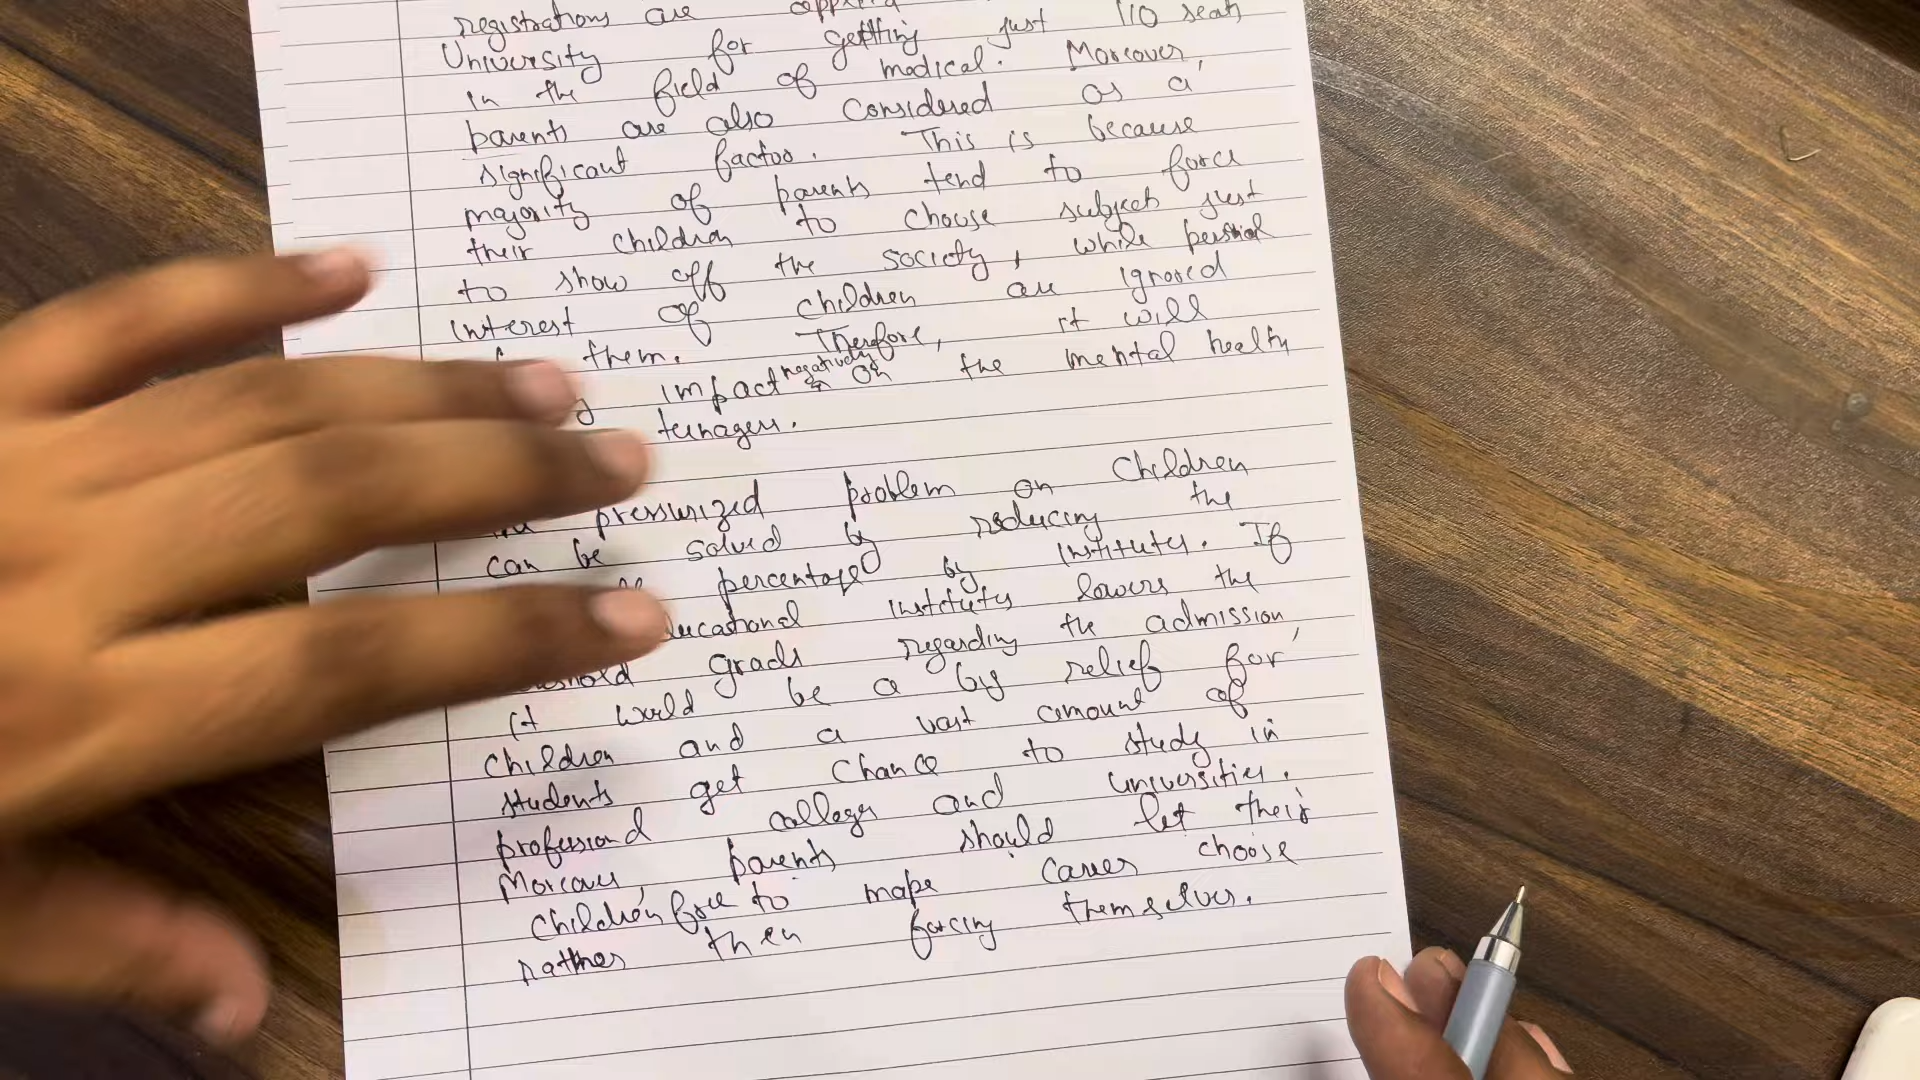 registrations are
University for getting just 110 seats
in the field of medical. Moreover,
parents are also considered as a
significant factor. This is because
majority of parents tend to force
their children to choose subject just
to show off the society, while personal
interest of children are ignored
them. Therefore, it will
impact negatively on the mental health
teenagers.
pressurized problem on children
can be solved by reducing the
percentage by institutes. If
institutes lowers the
grads regarding the admission,
it would be a big relief for
children and a vast amount of
students get chance to study in
professional colleges and universities.
Moreover, parents should let their
children free to make career choose
rather then forcing themselves.